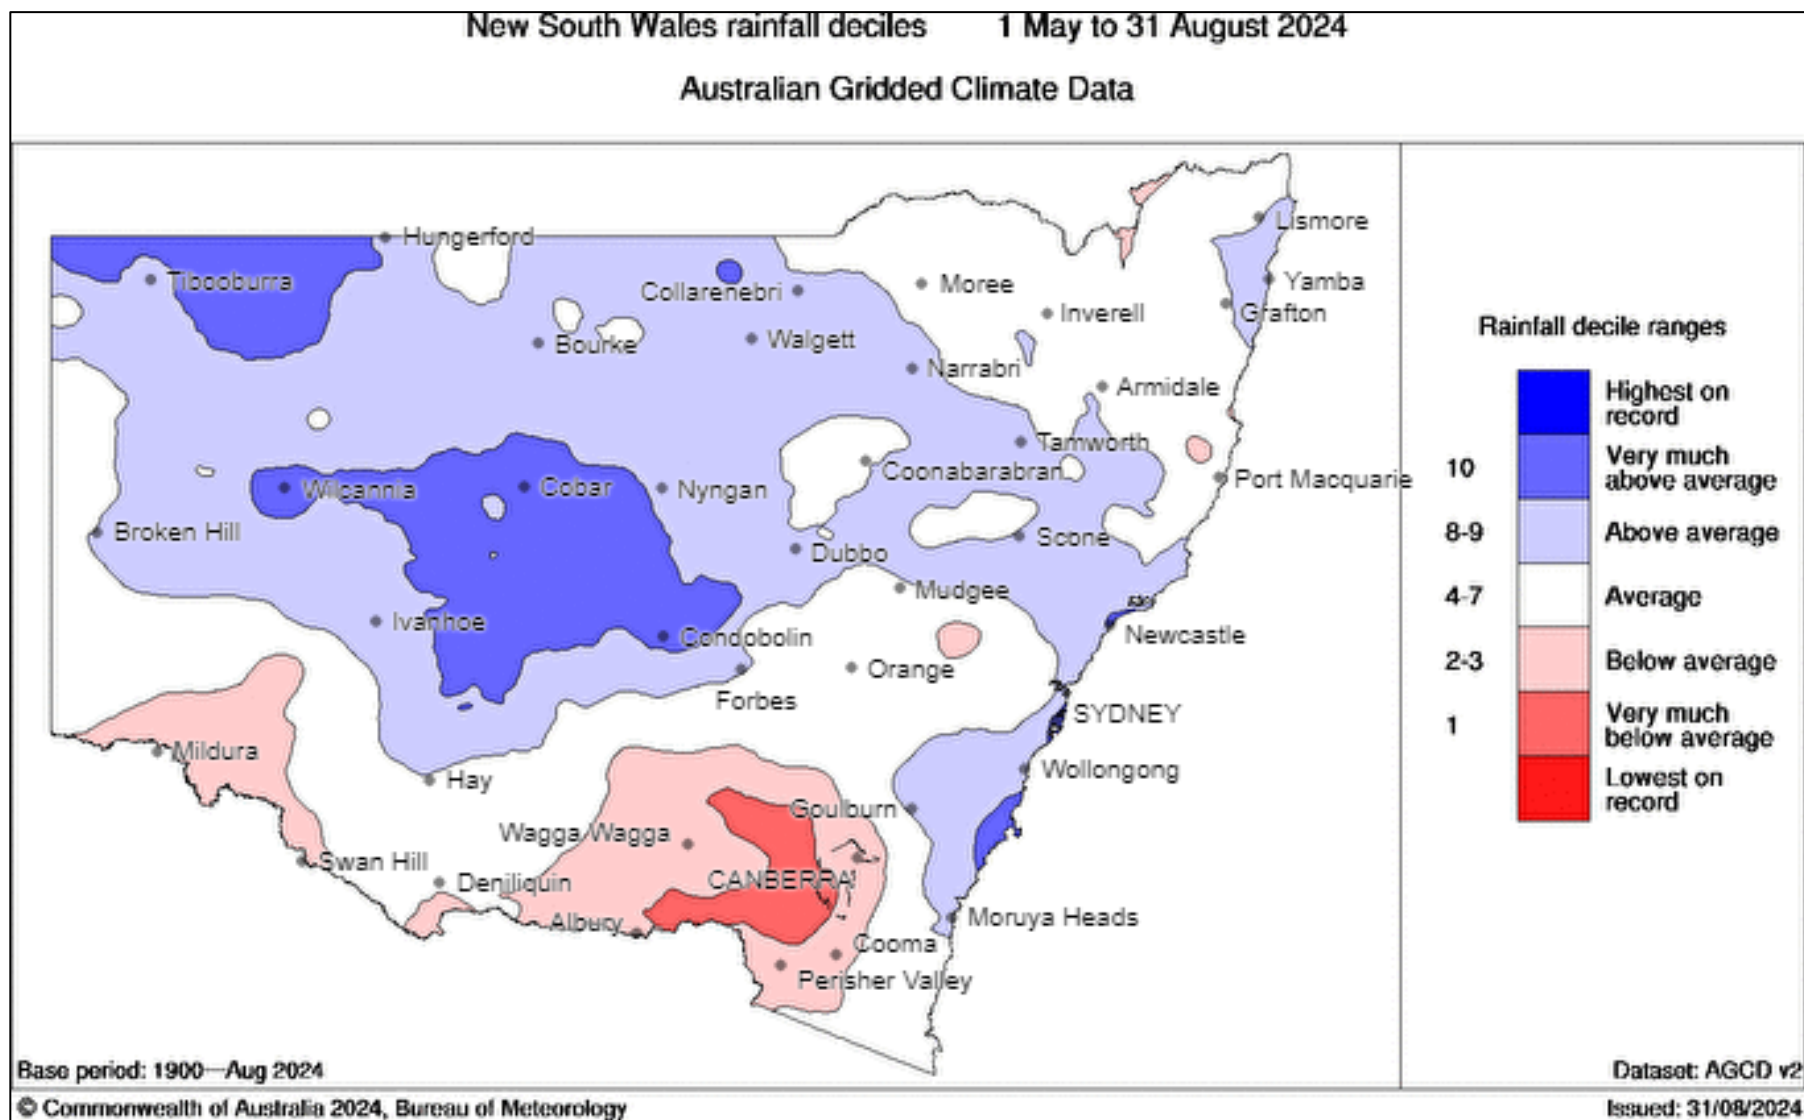 New South Wales rainfall deciles 1 May to 31 August 2024
Australian Gridded Climate Data
Hungerford
Lismore
Tibooburra
Collarenebri
Moree
Yamba
Inverell
Grafton
Bourke
Walgett
Narrabri
Armidale
Tamworth
Coonabarabran
Port Macquarie
Wilcannia
Cobar
Nyngan
Broken Hill
Scone
Dubbo
Mudgee
Ivanhoe
Condobolin
Newcastle
Orange
Forbes
SYDNEY
Mildura
Hay
Wollongong
Goulburn
Wagga Wagga
Swan Hill
Deniliquin
CANBERRA
Albury
Moruya Heads
Cooma
Perisher Valley
Rainfall decile ranges
Highest on
record
10 Very much
above average
8-9 Above average
4-7 Average
2-3 Below average
1 Very much
below average
Lowest on
record
Base period: 1900—Aug 2024
Dataset: AGCD v2
© Commonwealth of Australia 2024, Bureau of Meteorology
Issued: 31/08/2024